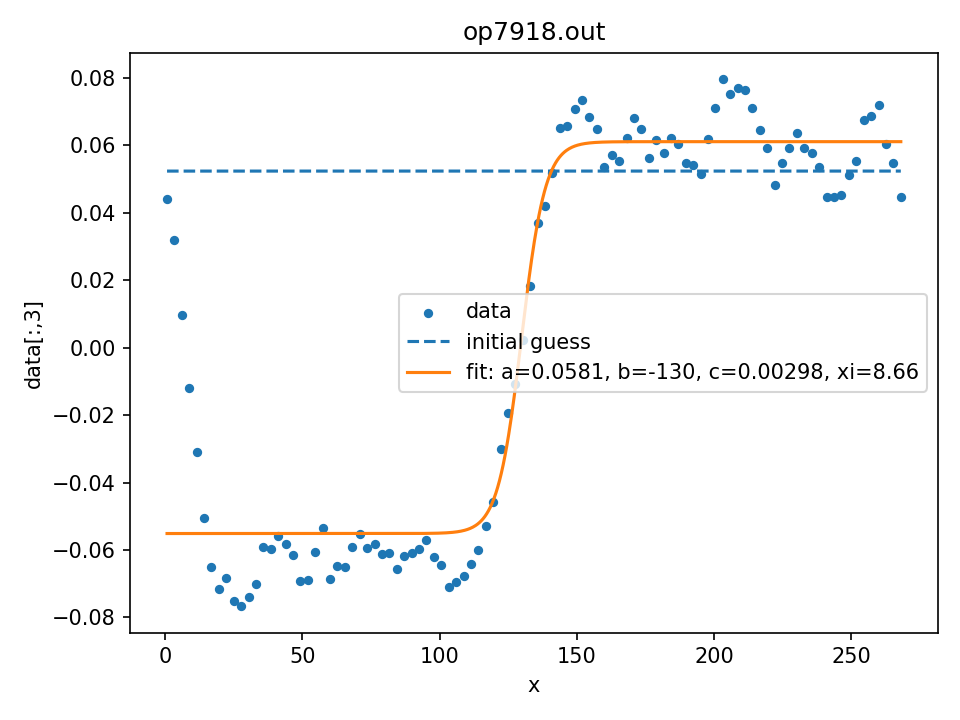 op7918.out
0.08
0.06
0.04
0.02
0.00
−0.02
−0.04
−0.06
−0.08
data[:,3]
data
initial guess
fit: a=0.0581, b=-130, c=0.00298, xi=8.66
0 50 100 150 200 250
x